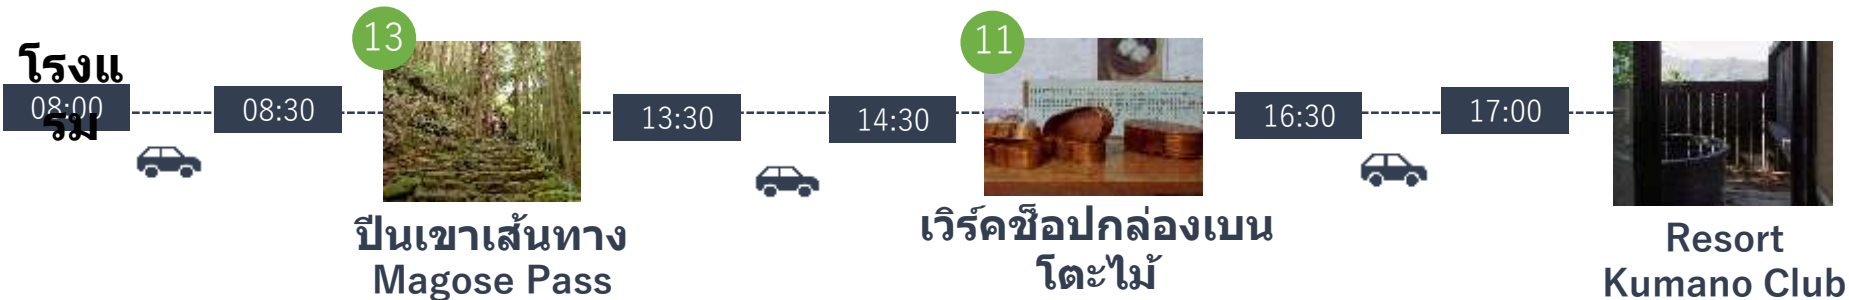 โรงแ
รม
08:00
08:30
13
ปีนเขาเส้นทาง
Magose Pass
13:30
14:30
11
เวิร์คช็อปกล่องเบน
โตะไม้
16:30
17:00
Resort
Kumano Club